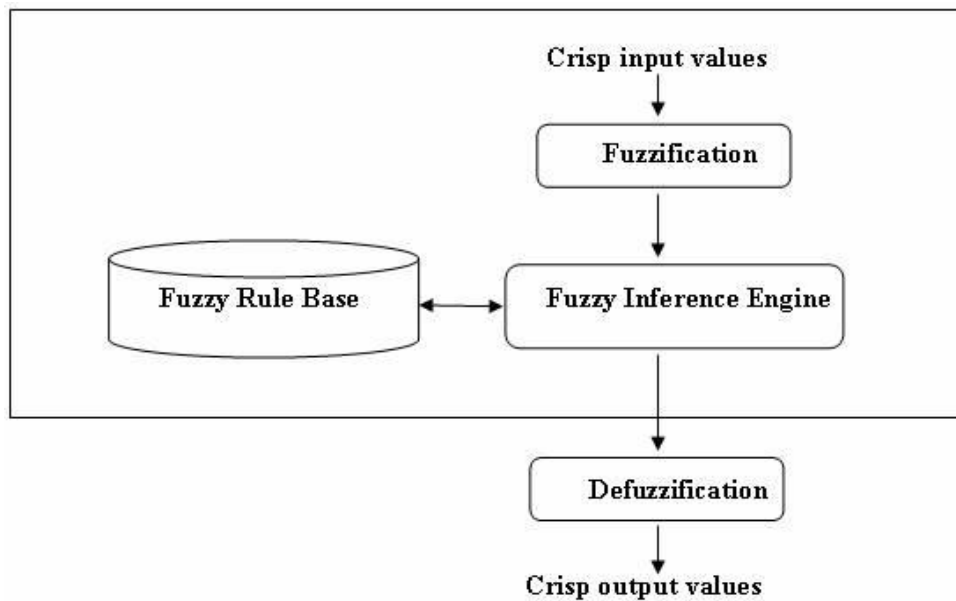 Crisp input values
Fuzzification
Fuzzy Rule Base
Fuzzy Inference Engine
Defuzzification
Crisp output values